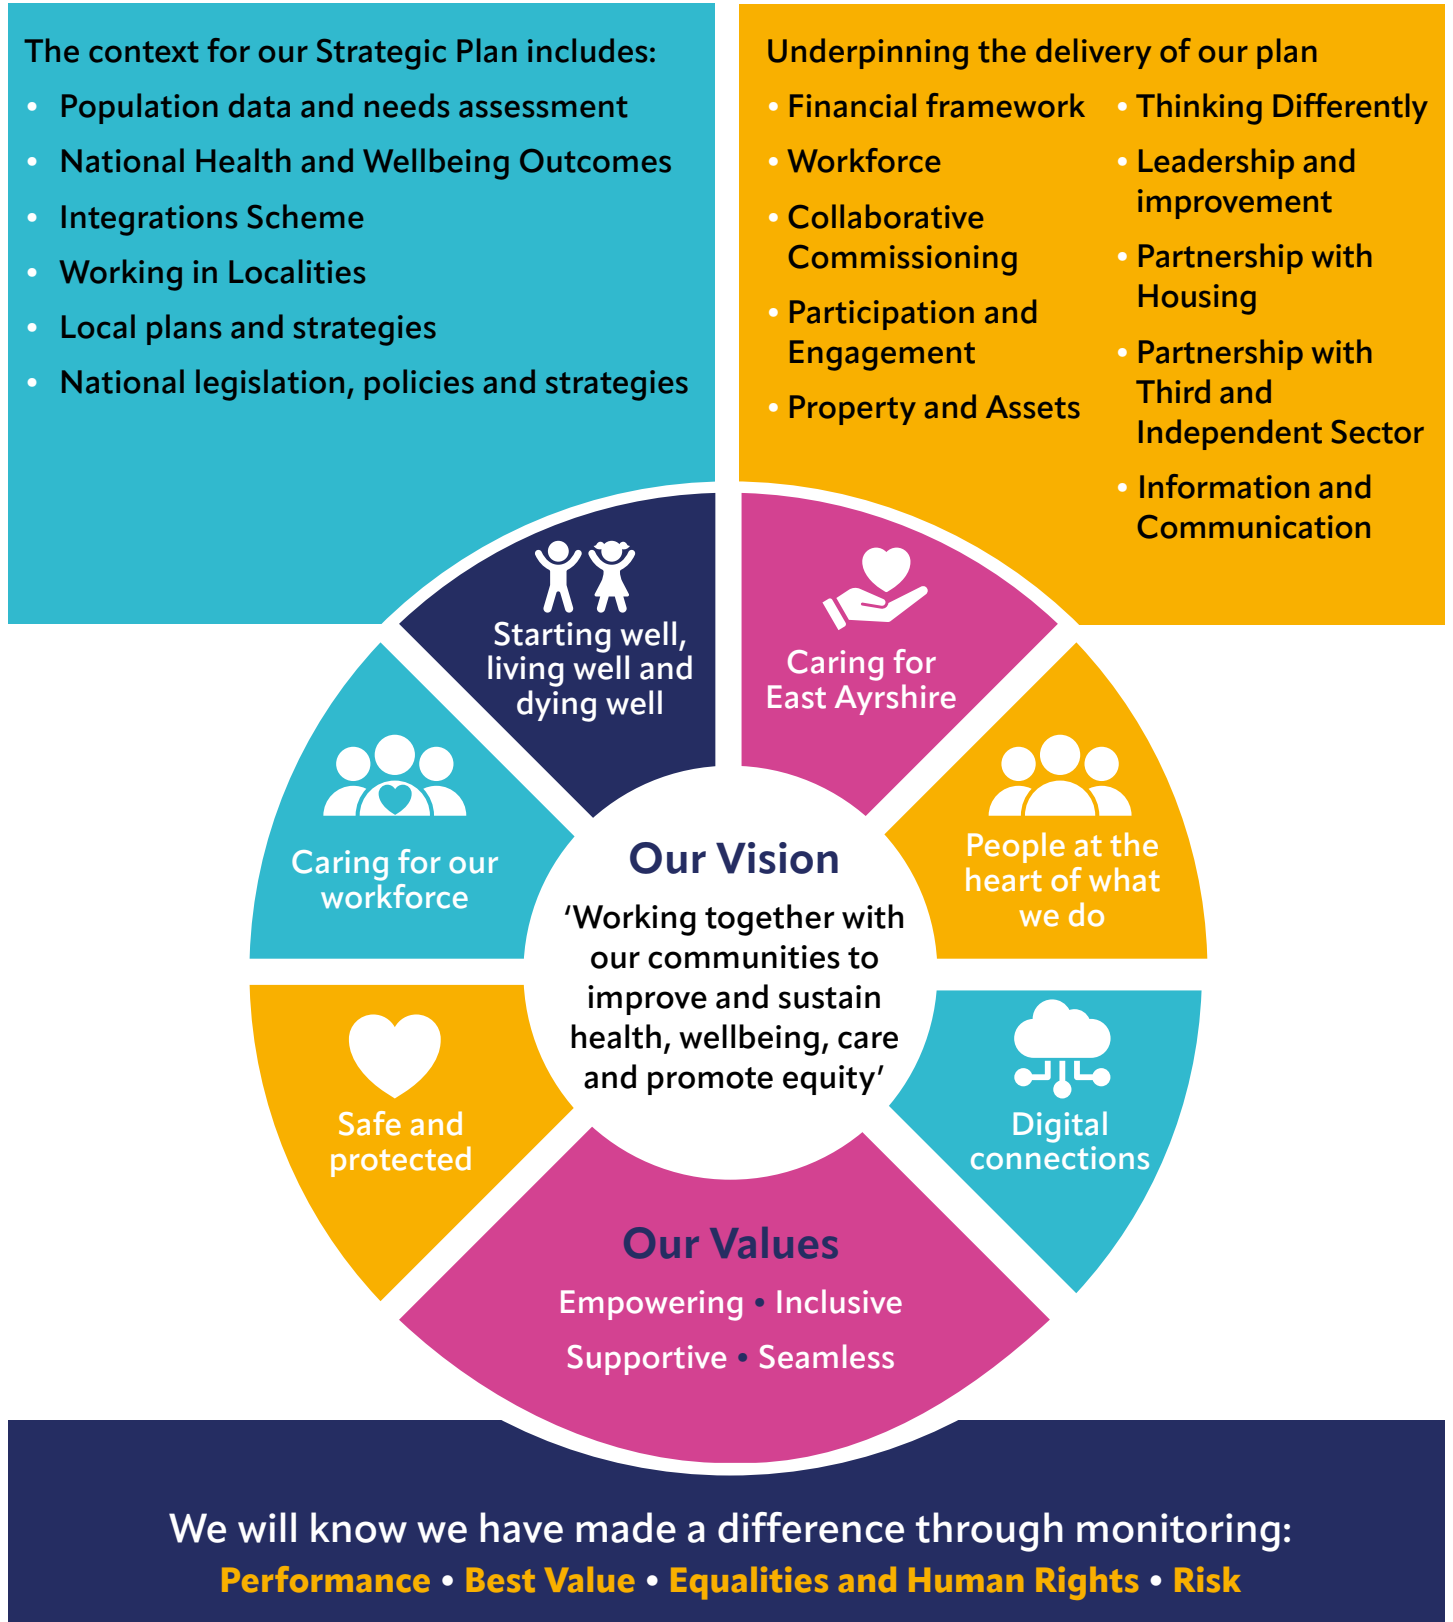 The context for our Strategic Plan includes:
• Population data and needs assessment
• National Health and Wellbeing Outcomes
• Integrations Scheme
• Working in Localities
• Local plans and strategies
• National legislation, policies and strategies
Underpinning the delivery of our plan
• Financial framework
• Workforce
• Collaborative
Commissioning
• Participation and
Engagement
• Property and Assets
• Thinking Differently
• Leadership and
improvement
• Partnership with
Housing
• Partnership with
Third and
Independent Sector
• Information and
Communication
Starting well,
living well and
dying well
Caring for
East Ayrshire
Caring for our
workforce
People at the
heart of what
we do
Our Vision
‘Working together with
our communities to
improve and sustain
health, wellbeing, care
and promote equity’
Safe and
protected
Digital
connections
Our Values
Empowering • Inclusive
Supportive • Seamless
We will know we have made a difference through monitoring:
Performance • Best Value • Equalities and Human Rights • Risk